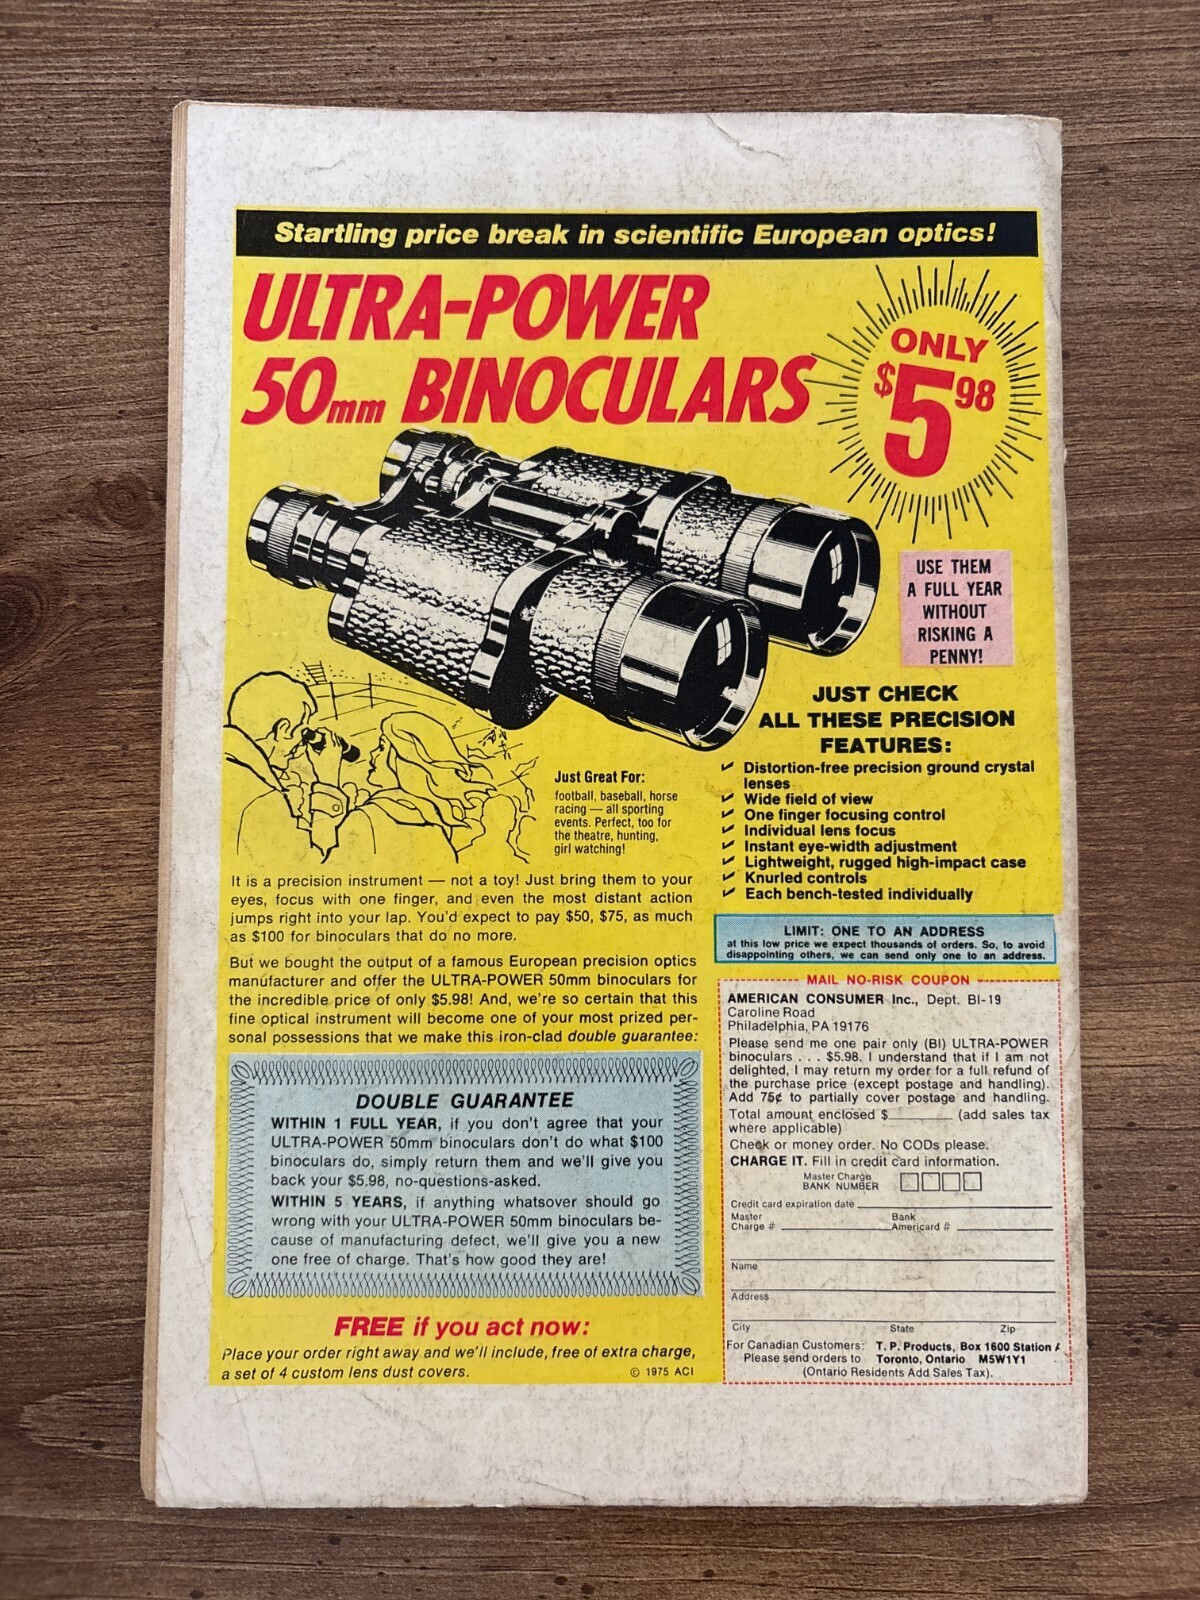 Startling price break in scientific European optics!
ULTRA-POWER
50mm BINOCULARS
ONLY
$5.98
USE THEM
A FULL YEAR
WITHOUT
RISKING A
PENNY!
JUST CHECK
ALL THESE PRECISION
FEATURES:
Distortion-free precision ground crystal
lenses
Wide field of view
One finger focusing control
Individual lens focus
Instant eye-width adjustment
Lightweight, rugged high-impact case
Knurled controls
Each bench-tested individually
Just Great For:
football, baseball, horse
racing — all sporting
events. Perfect, too for
the theatre, hunting,
girl watching!
It is a precision instrument — not a toy! Just bring them to your
eyes, focus with one finger, and even the most distant action
jumps right into your lap. You'd expect to pay $50, $75, as much
as $100 for binoculars that do no more.
But we bought the output of a famous European precision optics
manufacturer and offer the ULTRA-POWER 50mm binoculars for
the incredible price of only $5.98! And, we're so certain that this
fine optical instrument will become one of your most prized per-
sonal possessions that we make this iron-clad double guarantee:
DOUBLE GUARANTEE
WITHIN 1 FULL YEAR, if you don't agree that your
ULTRA-POWER 50mm binoculars don't do what $100
binoculars do, simply return them and we'll give you
back your $5.98, no-questions-asked.
WITHIN 5 YEARS, if anything whatsover should go
wrong with your ULTRA-POWER 50mm binoculars be-
cause of manufacturing defect, we'll give you a new
one free of charge. That's how good they are!
FREE if you act now:
Place your order right away and we'll include, free of extra charge,
a set of 4 custom lens dust covers.
© 1975 ACI
LIMIT: ONE TO AN ADDRESS
at this low price we expect thousands of orders. So, to avoid
disappointing others, we can send only one to an address.
MAIL NO-RISK COUPON
AMERICAN CONSUMER Inc., Dept. BI-19
Caroline Road
Philadelphia, PA 19176
Please send me one pair only (BI) ULTRA-POWER
binoculars . . . $5.98. I understand that if I am not
delighted, I may return my order for a full refund of
the purchase price (except postage and handling).
Add 75¢ to partially cover postage and handling.
Total amount enclosed $________ (add sales tax
where applicable)
Check or money order. No CODs please.
CHARGE IT. Fill in credit card information.
Master Charge
BANK NUMBER
Credit card expiration date
Master Bank
Charge # Americard #
Name
Address
City State Zip
For Canadian Customers: T. P. Products, Box 1600 Station A
Please send orders to Toronto, Ontario M5W1Y1
(Ontario Residents Add Sales Tax).